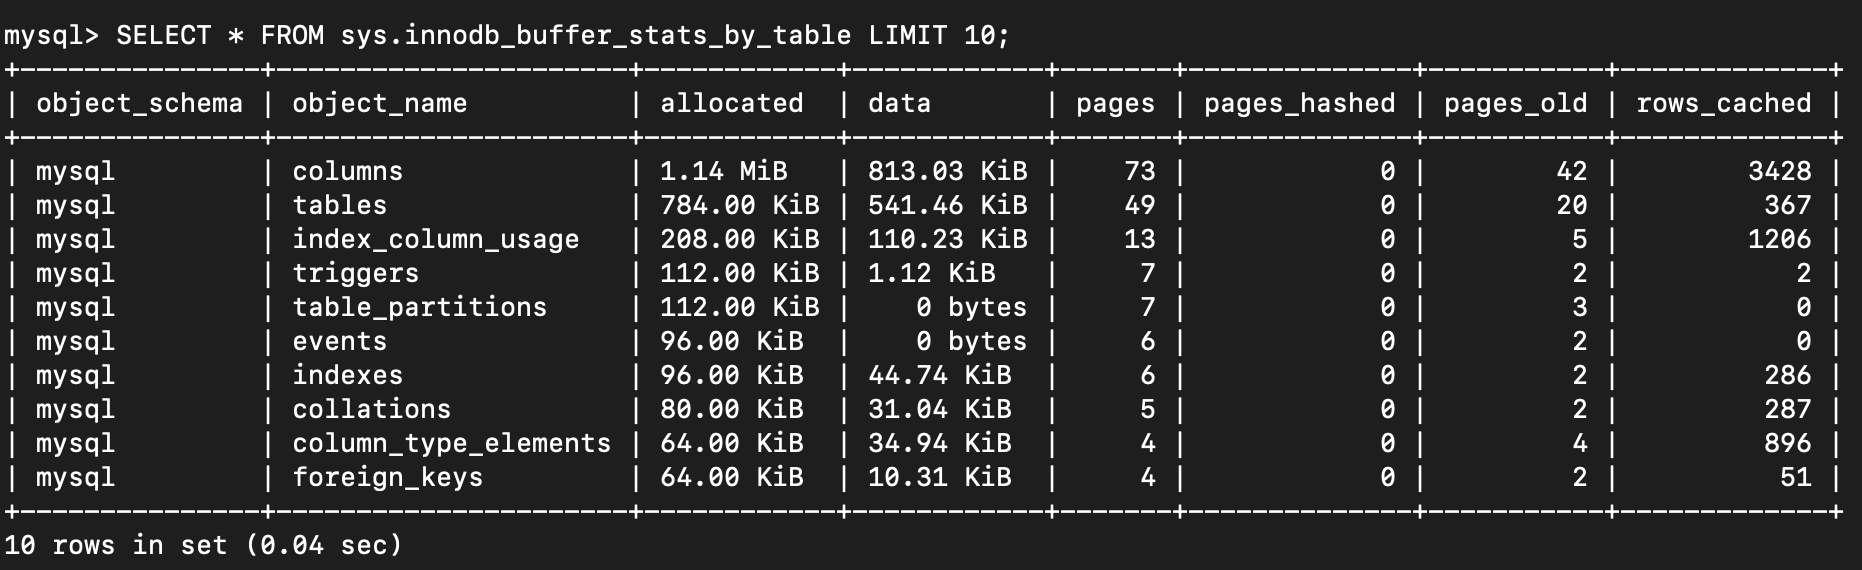 mysql> SELECT * FROM sys.innodb_buffer_stats_by_table LIMIT 10;
+---------------+----------------------+------------+------------+-------+--------------+-----------+-------------+
| object_schema | object_name          | allocated  | data       | pages | pages_hashed | pages_old | rows_cached |
+---------------+----------------------+------------+------------+-------+--------------+-----------+-------------+
| mysql         | columns              | 1.14 MiB   | 813.03 KiB |    73 |            0 |        42 |        3428 |
| mysql         | tables               | 784.00 KiB | 541.46 KiB |    49 |            0 |        20 |         367 |
| mysql         | index_column_usage   | 208.00 KiB | 110.23 KiB |    13 |            0 |         5 |        1206 |
| mysql         | triggers             | 112.00 KiB | 1.12 KiB   |     7 |            0 |         2 |           2 |
| mysql         | table_partitions     | 112.00 KiB |    0 bytes |     7 |            0 |         3 |           0 |
| mysql         | events               | 96.00 KiB  |    0 bytes |     6 |            0 |         2 |           0 |
| mysql         | indexes              | 96.00 KiB  | 44.74 KiB  |     6 |            0 |         2 |         286 |
| mysql         | collations           | 80.00 KiB  | 31.04 KiB  |     5 |            0 |         2 |         287 |
| mysql         | column_type_elements | 64.00 KiB  | 34.94 KiB  |     4 |            0 |         4 |         896 |
| mysql         | foreign_keys         | 64.00 KiB  | 10.31 KiB  |     4 |            0 |         2 |          51 |
+---------------+----------------------+------------+------------+-------+--------------+-----------+-------------+
10 rows in set (0.04 sec)